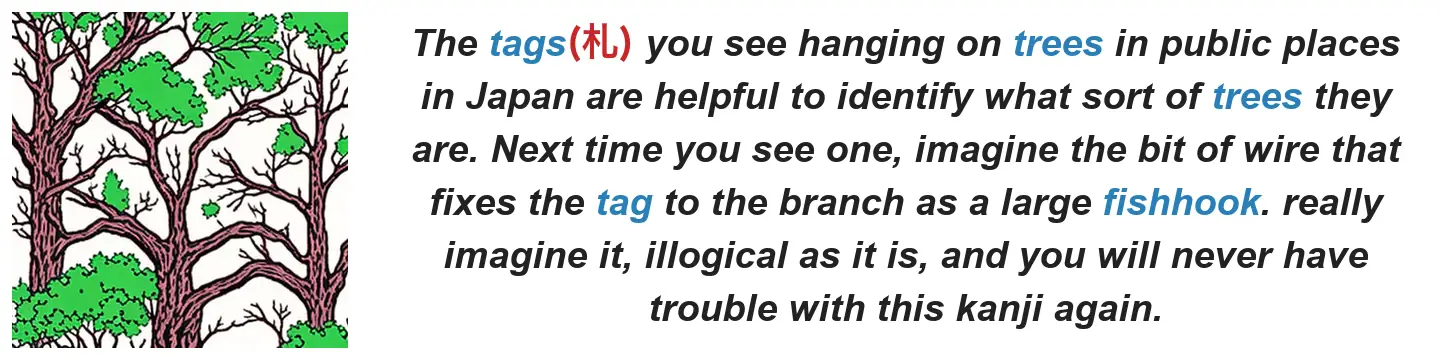 The tags(札) you see hanging on trees in public places
in Japan are helpful to identify what sort of trees they
are. Next time you see one, imagine the bit of wire that
fixes the tag to the branch as a large fishhook. really
imagine it, illogical as it is, and you will never have
trouble with this kanji again.